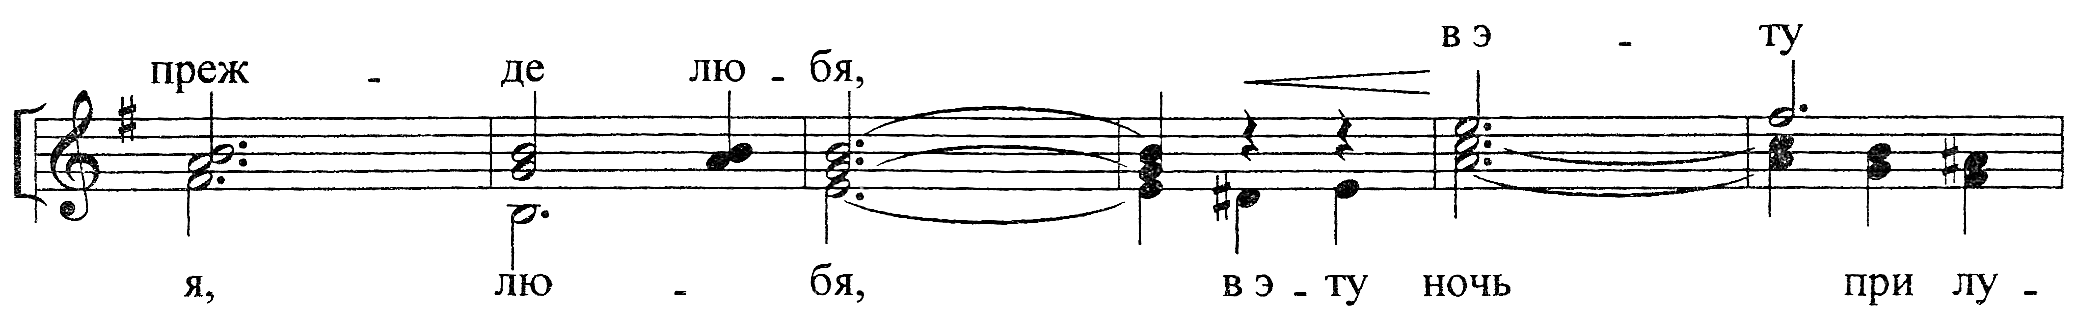 преж - де лю - бя, в э - ту
я, лю - бя, в э - ту ночь при лу -